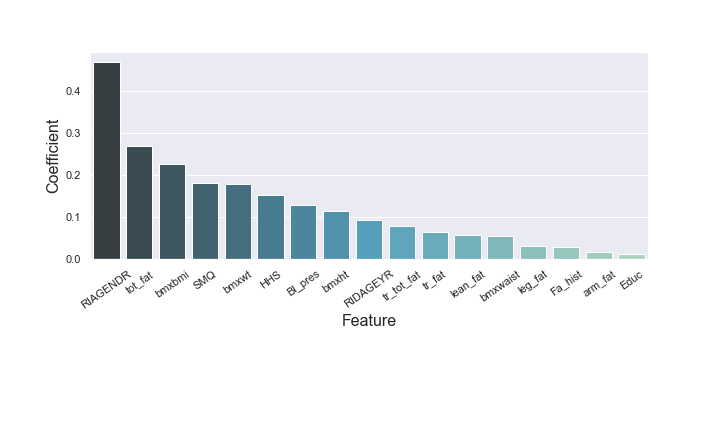 Coefficient
0.4
0.3
0.2
0.1
0.0
RIAGENDR
tot_fat
bmxbmi
SMQ
bmxwt
HHS
Bl_pres
bmxht
RIDAGEYR
tr_tot_fat
tr_fat
lean_fat
bmxwaist
leg_fat
Fa_hist
arm_fat
Educ
Feature